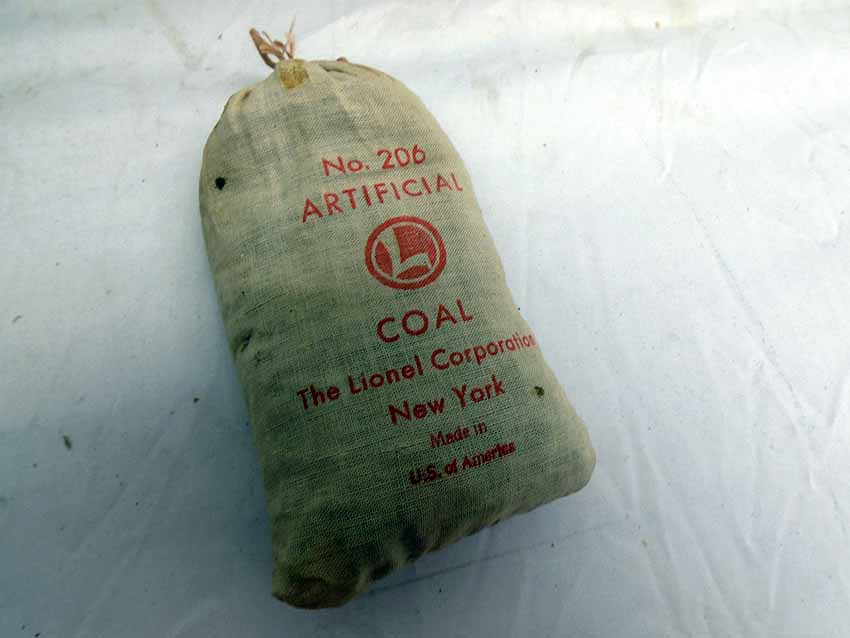 No. 206
ARTIFICIAL
L
COAL
The Lionel Corporation
New York
Made in
U.S. of America